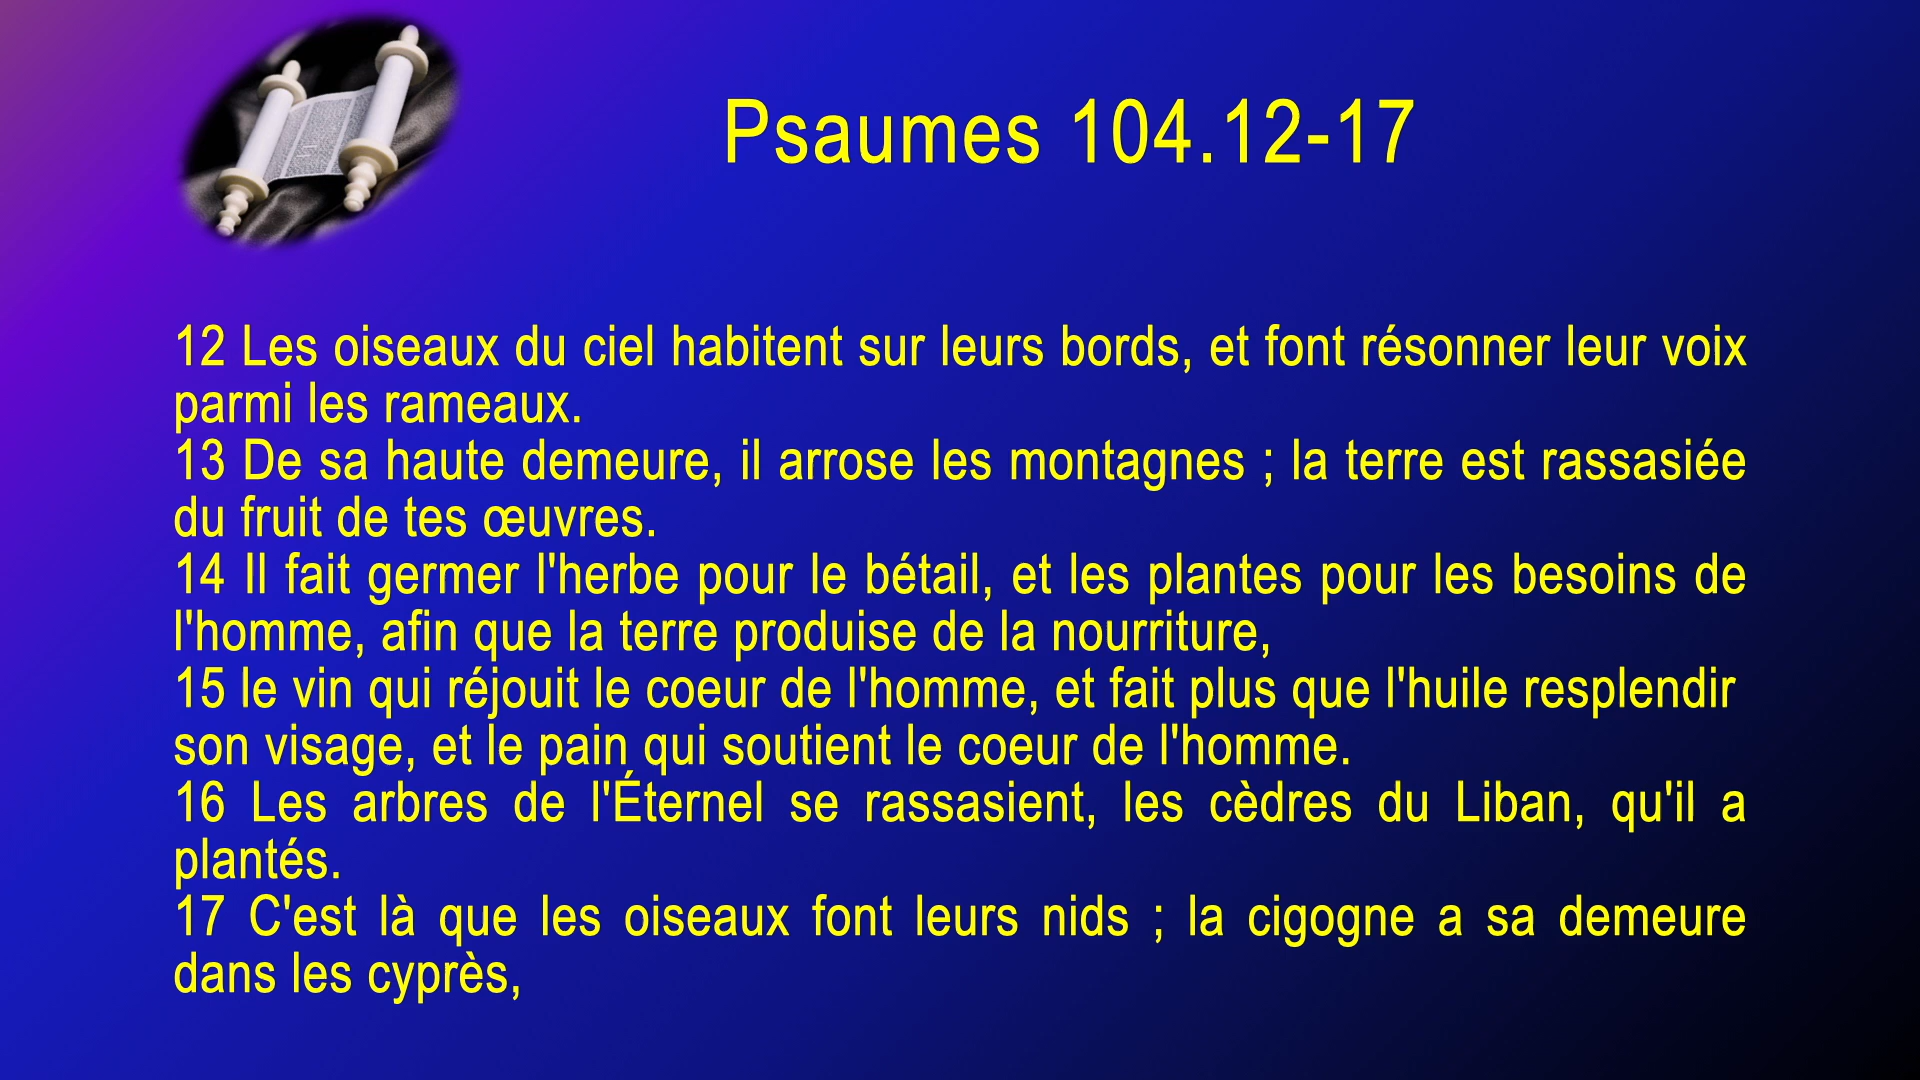 Psaumes 104.12-17
12 Les oiseaux du ciel habitent sur leurs bords, et font résonner leur voix
parmi les rameaux.
13 De sa haute demeure, il arrose les montagnes ; la terre est rassasiée
du fruit de tes œuvres.
14 Il fait germer l'herbe pour le bétail, et les plantes pour les besoins de
l'homme, afin que la terre produise de la nourriture,
15 le vin qui réjouit le coeur de l'homme, et fait plus que l'huile resplendir
son visage, et le pain qui soutient le coeur de l'homme.
16 Les arbres de l'Éternel se rassasient, les cèdres du Liban, qu'il a
plantés.
17 C'est là que les oiseaux font leurs nids ; la cigogne a sa demeure
dans les cyprès,